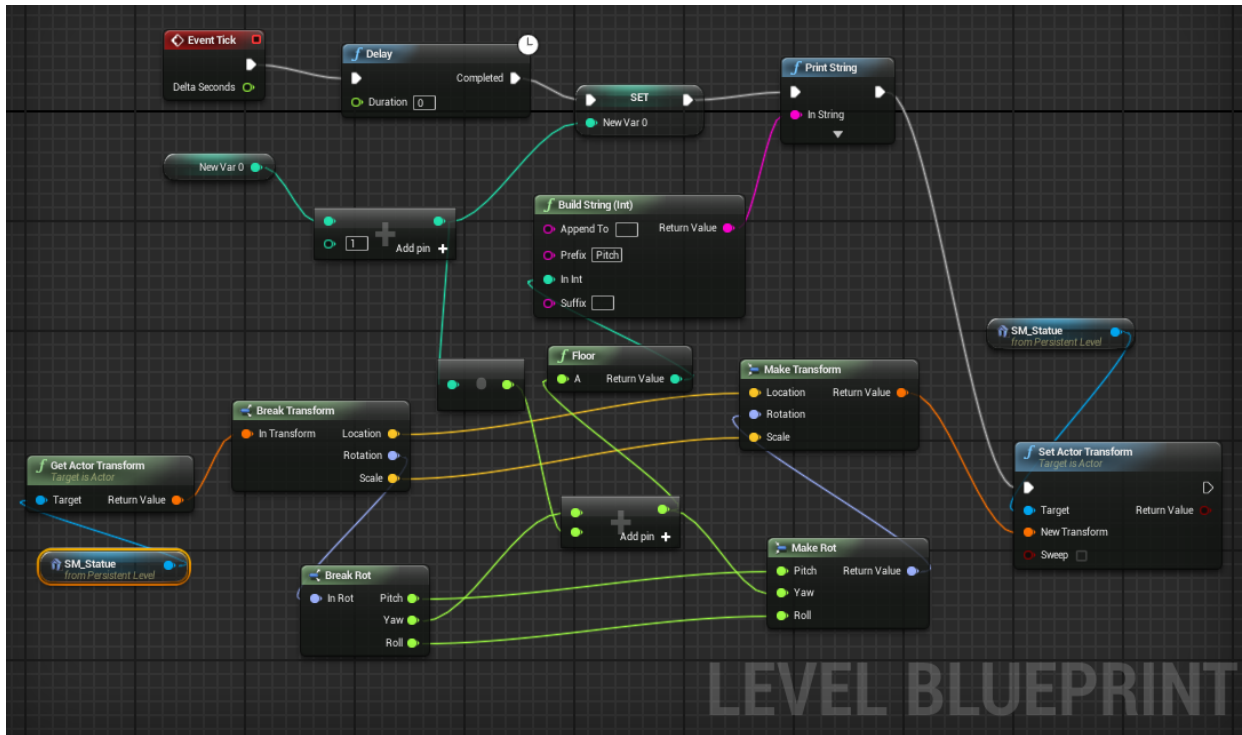 Event Tick
Delta Seconds
Delay
Completed
Duration 0
SET
New Var 0
Print String
In String
New Var 0
1
Add pin +
Build String (Int)
Append To
Return Value
Prefix Pitch
In Int
Suffix
SM_Statue
from Persistent Level
Floor
A Return Value
Make Transform
Location Return Value
Rotation
Scale
Break Transform
In Transform Location
Rotation
Scale
Get Actor Transform
Target is Actor
Target Return Value
SM_Statue
from Persistent Level
Add pin +
Set Actor Transform
Target is Actor
Target Return Value
New Transform
Sweep
Make Rot
Pitch Return Value
Yaw
Roll
Break Rot
In Rot Pitch
Yaw
Roll
LEVEL BLUEPRINT